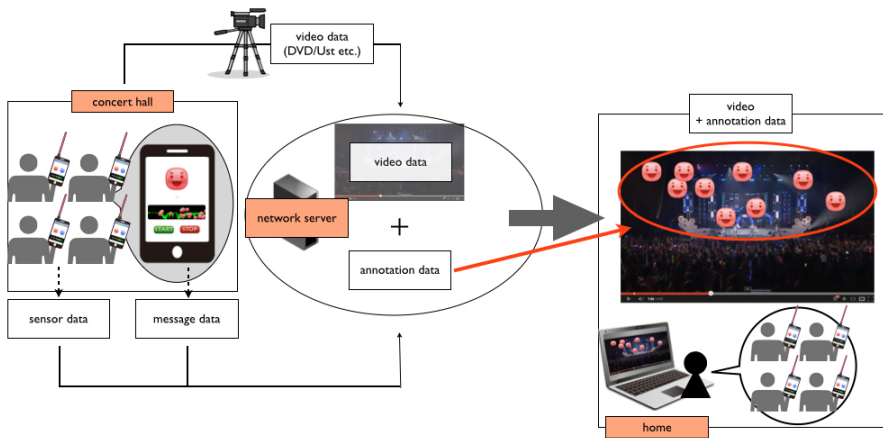 video data
(DVD/Ust etc.)
concert hall
START STOP
sensor data
message data
video data
network server
+
annotation data
video
+ annotation data
home